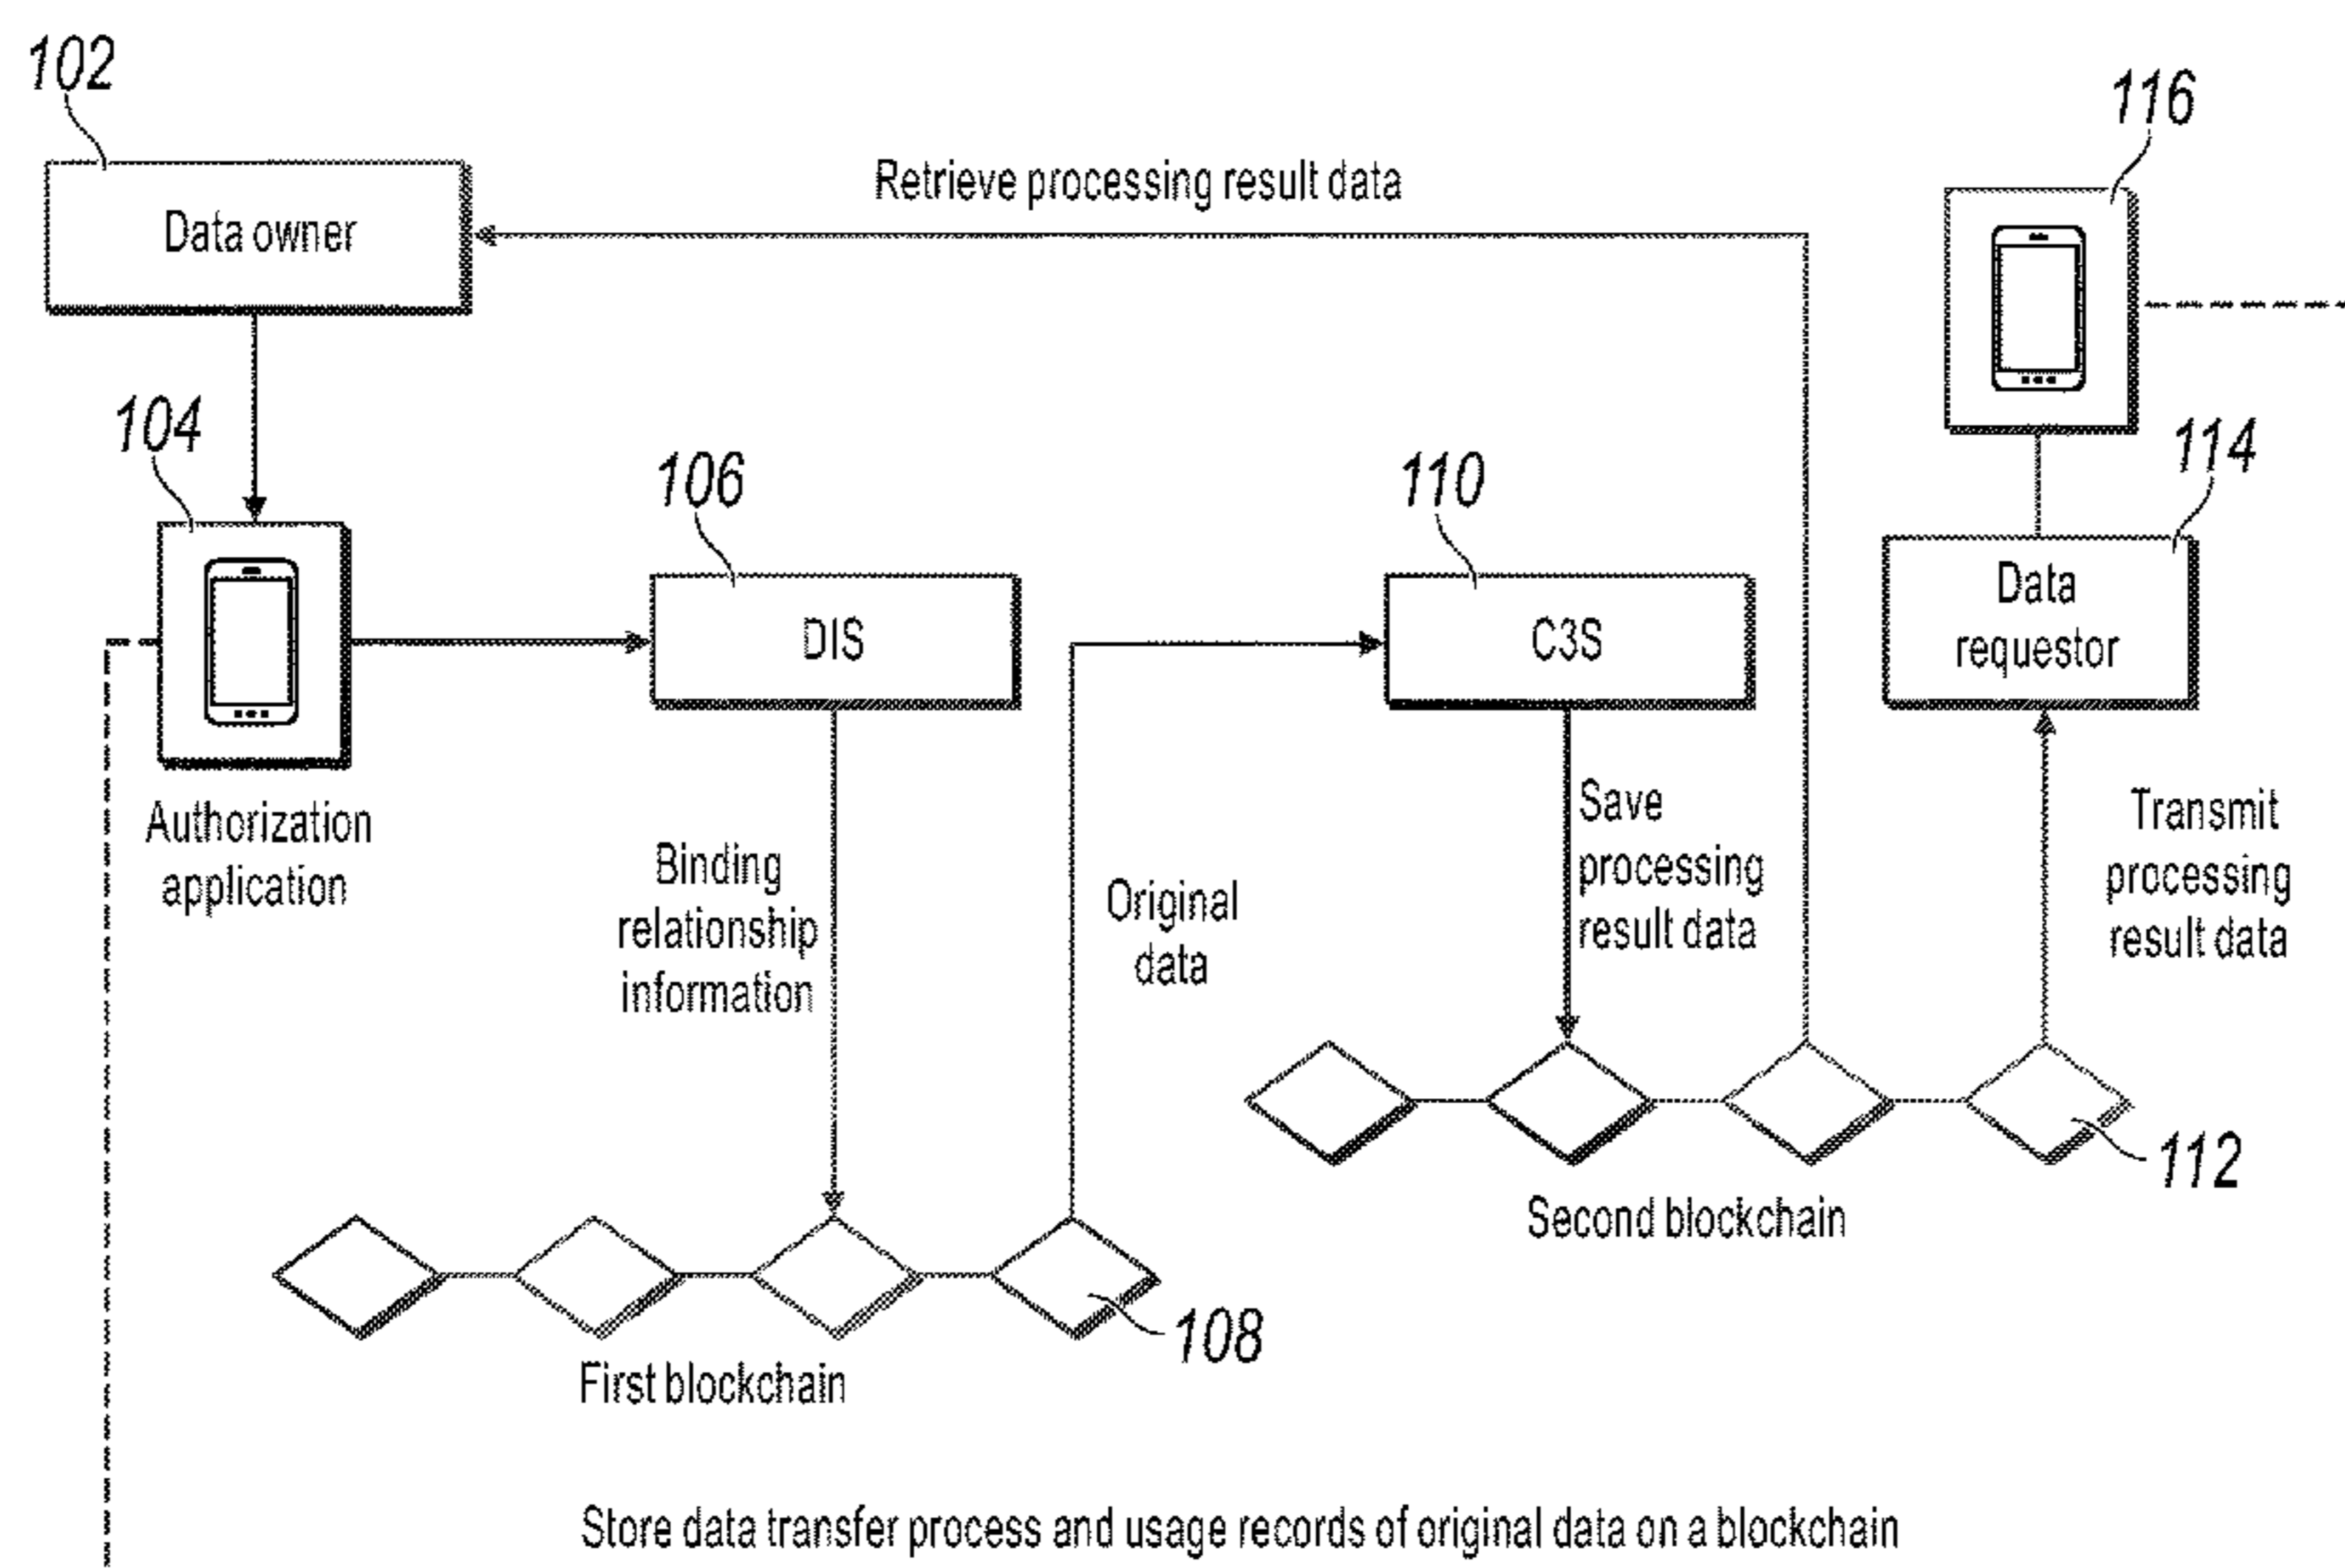 102
116
Retrieve processing result data
Data owner
104
106
110
114
Data
requestor
DIS
C3S
Authorization
application
Binding
relationship
information
Original
data
Save
processing
result data
Transmit
processing
result data
112
Second blockchain
108
First blockchain
Store data transfer process and usage records of original data on a blockchain